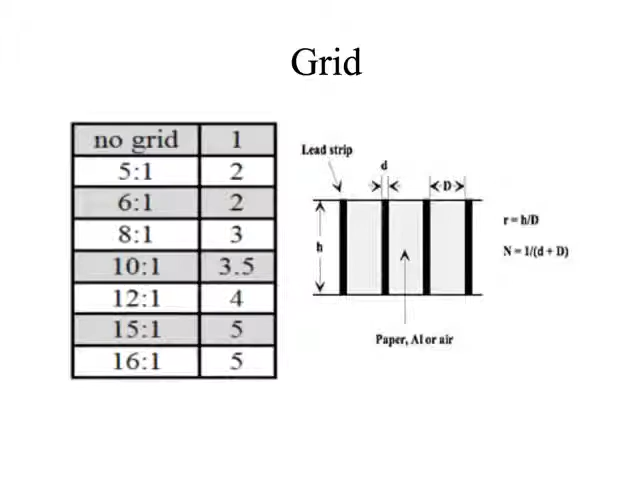 Grid
no grid 1
5:1 2
6:1 2
8:1 3
10:1 3.5
12:1 4
15:1 5
16:1 5
Lead strip
d
D
h
r = h/D
N = 1/(d + D)
Paper, Al or air